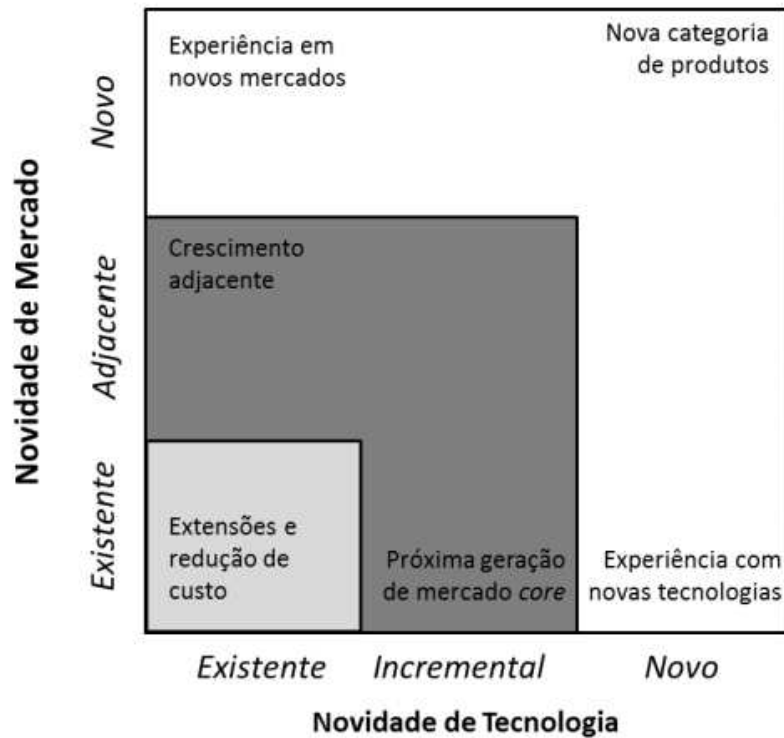 Novidade de Mercado
Novo
Adjacente
Existente
Experiência em
novos mercados
Nova categoria
de produtos
Crescimento
adjacente
Extensões e
redução de
custo
Próxima geração
de mercado core
Experiência com
novas tecnologias
Existente
Incremental
Novo
Novidade de Tecnologia